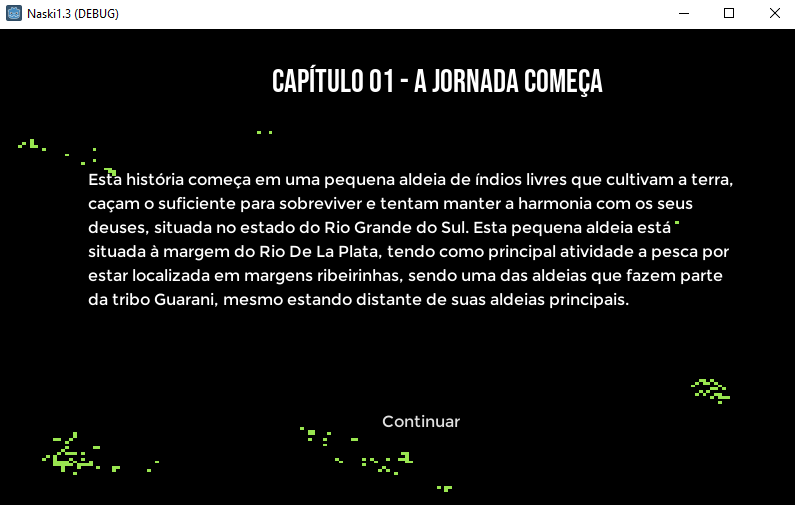 Naski1.3 (DEBUG)
CAPÍTULO 01 - A JORNADA COMEÇA
Esta história começa em uma pequena aldeia de índios livres que cultivam a terra,
caçam o suficiente para sobreviver e tentam manter a harmonia com os seus
deuses, situada no estado do Rio Grande do Sul. Esta pequena aldeia está
situada à margem do Rio De La Plata, tendo como principal atividade a pesca por
estar localizada em margens ribeirinhas, sendo uma das aldeias que fazem parte
da tribo Guarani, mesmo estando distante de suas aldeias principais.
Continuar